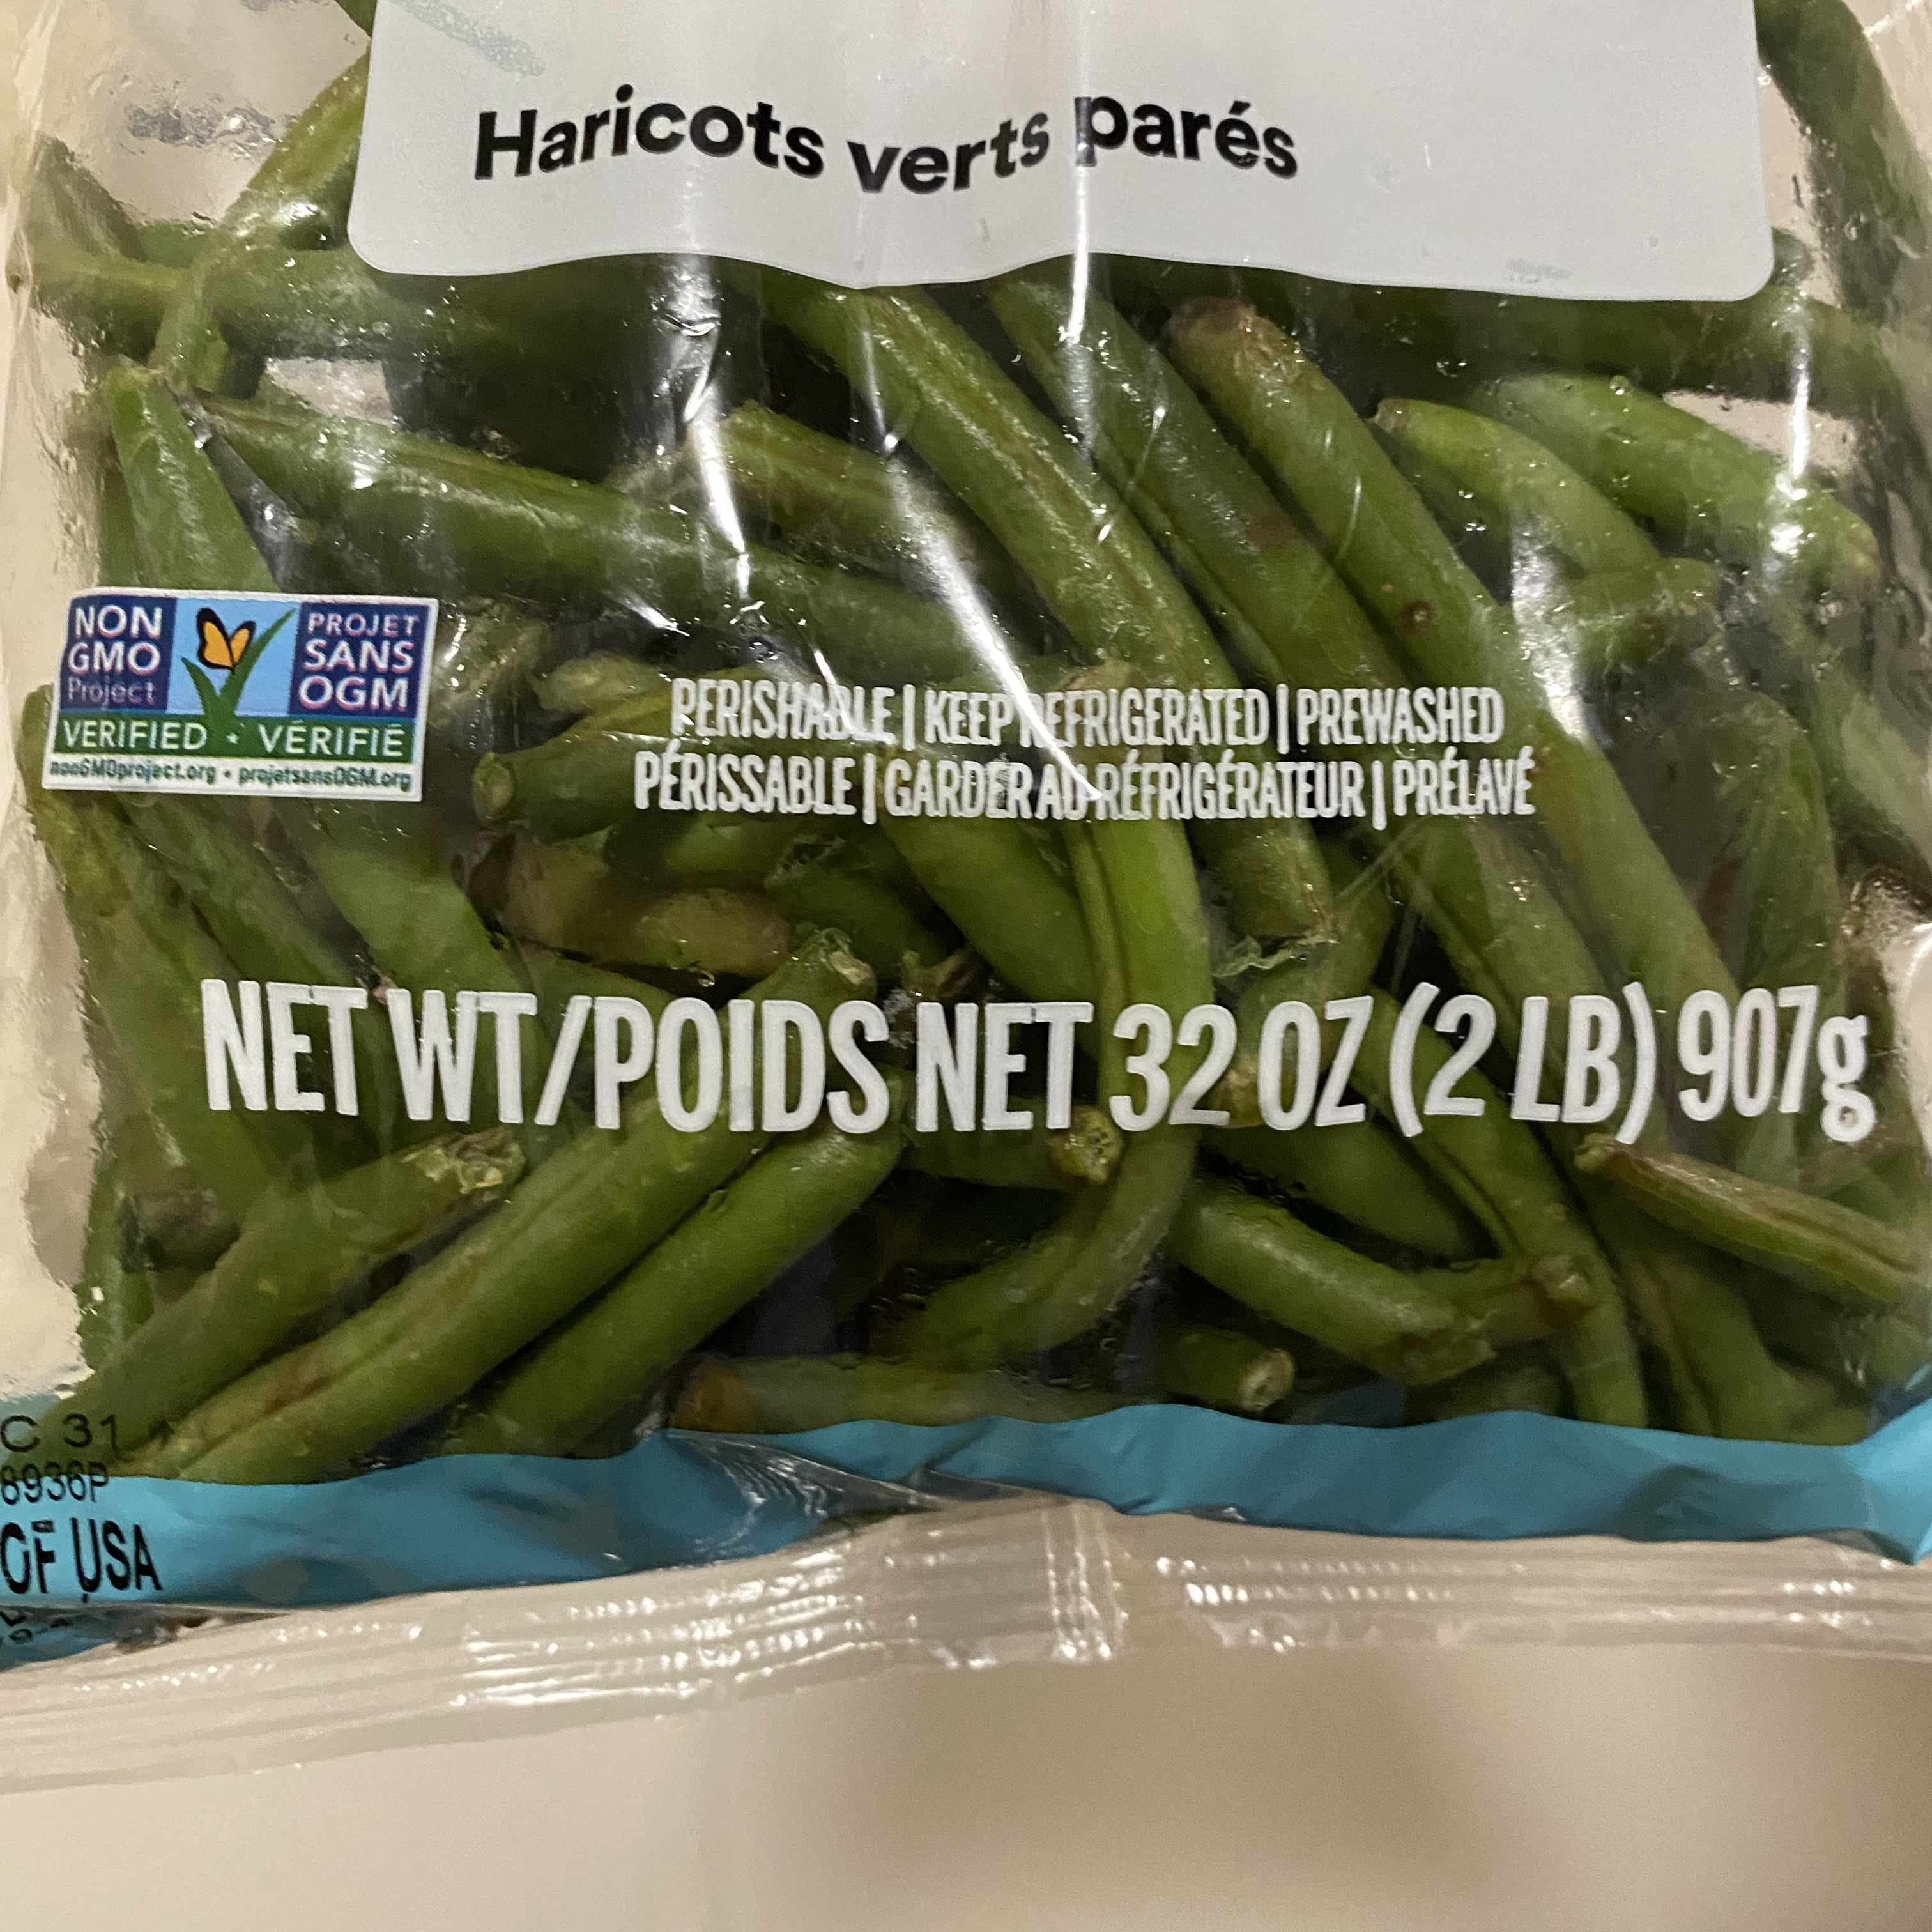 Haricots verts parés
NON
GMO
Project
PROJET
SANS
OGM
VERIFIED • VÉRIFIÉ
nonGMOproject.org • projetsansOGM.org
PERISHABLE | KEEP REFRIGERATED | PREWASHED
PÉRISSABLE | GARDER AU RÉFRIGÉRATEUR | PRÉLAVÉ
NET WT/POIDS NET 32 OZ (2 LB) 907g
C 31
8936P
OF USA